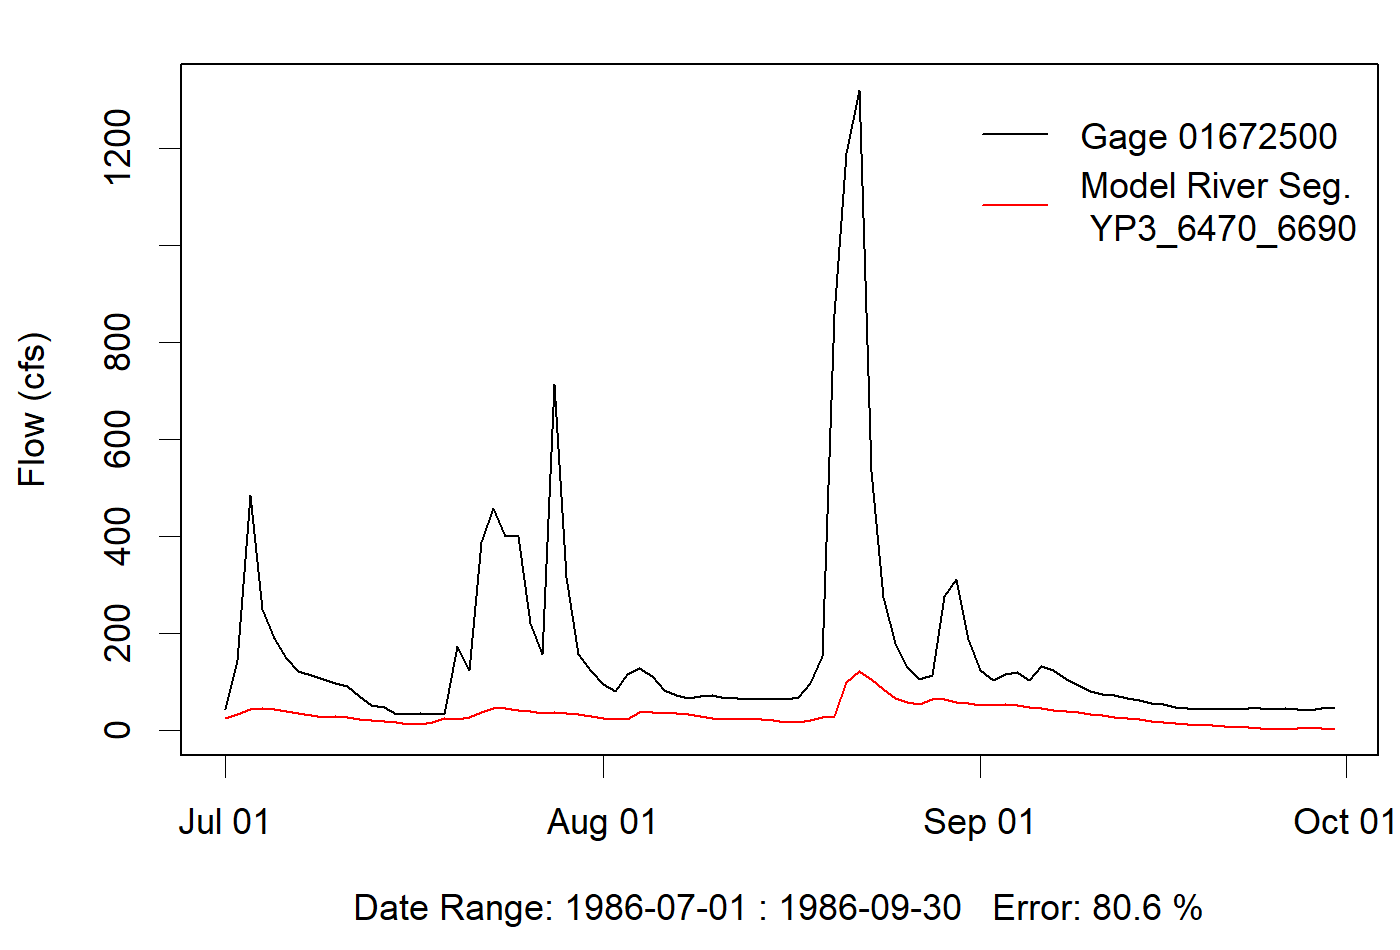 Gage 01672500
Model River Seg.
YP3_6470_6690
Flow (cfs)
1200
800
600
400
200
0
Jul 01
Aug 01
Sep 01
Oct 01
Date Range: 1986-07-01 : 1986-09-30 Error: 80.6 %